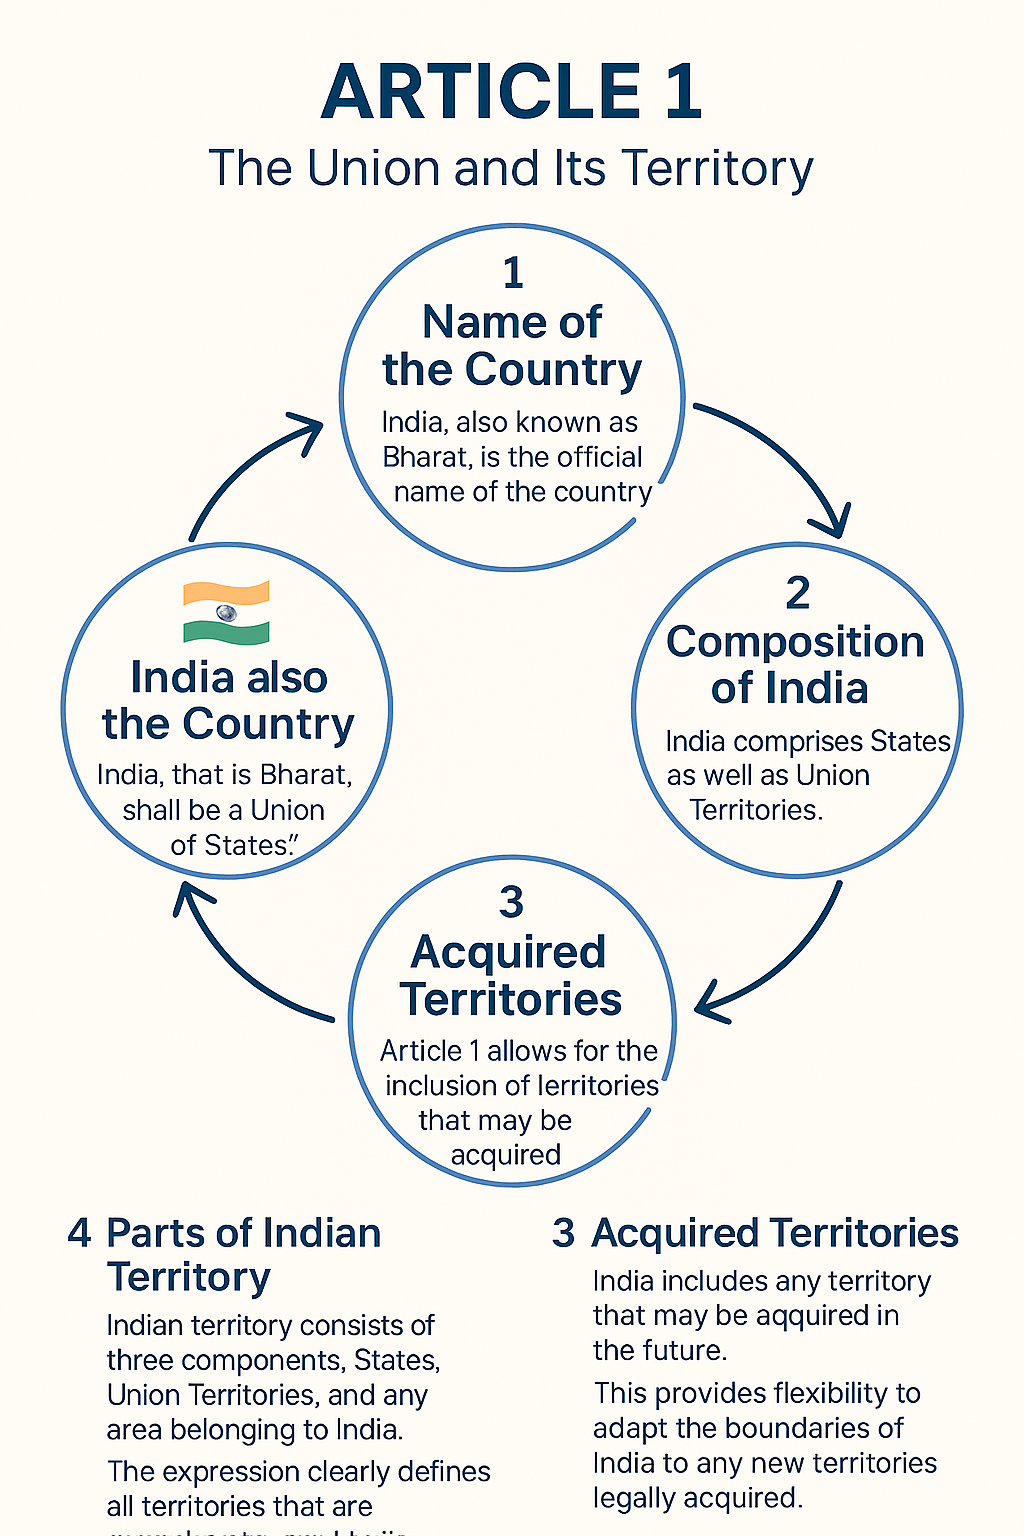 ARTICLE 1
The Union and Its Territory
1
Name of
the Country
India, also known as
Bharat, is the official
name of the country
2
Composition
of India
India comprises States
as well as Union
Territories.
3
Acquired
Territories
Article 1 allows for the
inclusion of lerritories
that may be
acquired
India also
the Country
India, that is Bharat,
shall be a Union
of States.”
4 Parts of Indian
Territory
Indian territory consists of
three components, States,
Union Territories, and any
area belonging to India.
The expression clearly defines
all territories that are
3 Acquired Territories
India includes any territory
that may be aqquired in
the future.
This provides flexibility to
adapt the boundaries of
India to any new territories
legally acquired.